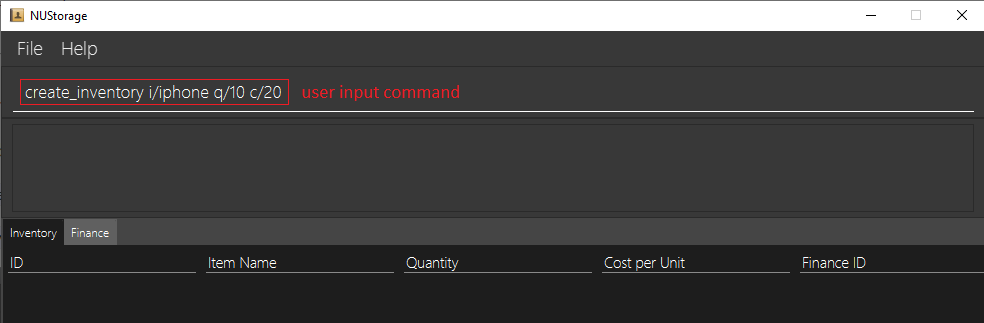 NUStorage
File Help
create_inventory i/iphone q/10 c/20 user input command
Inventory Finance
ID Item Name Quantity Cost per Unit Finance ID